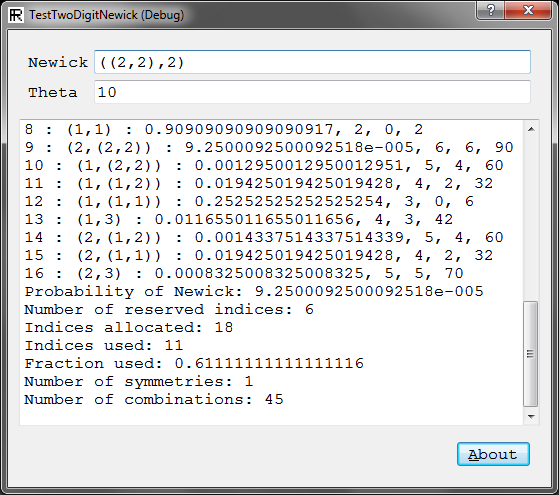 TestTwoDigitNewick (Debug)
Newick ((2,2),2)
Theta 10
8 : (1,1) : 0.90909090909090917, 2, 0, 2
9 : (2,(2,2)) : 9.2500092500092518e-005, 6, 6, 90
10 : (1,(2,2)) : 0.0012950012950012951, 5, 4, 60
11 : (1,(1,2)) : 0.019425019425019428, 4, 2, 32
12 : (1,(1,1)) : 0.25252525252525254, 3, 0, 6
13 : (1,3) : 0.011655011655011656, 4, 3, 42
14 : (2,(1,2)) : 0.0014337514337514339, 5, 4, 60
15 : (2,(1,1)) : 0.019425019425019428, 4, 2, 32
16 : (2,3) : 0.0008325008325008325, 5, 5, 70
Probability of Newick: 9.2500092500092518e-005
Number of reserved indices: 6
Indices allocated: 18
Indices used: 11
Fraction used: 0.61111111111111116
Number of symmetries: 1
Number of combinations: 45
About